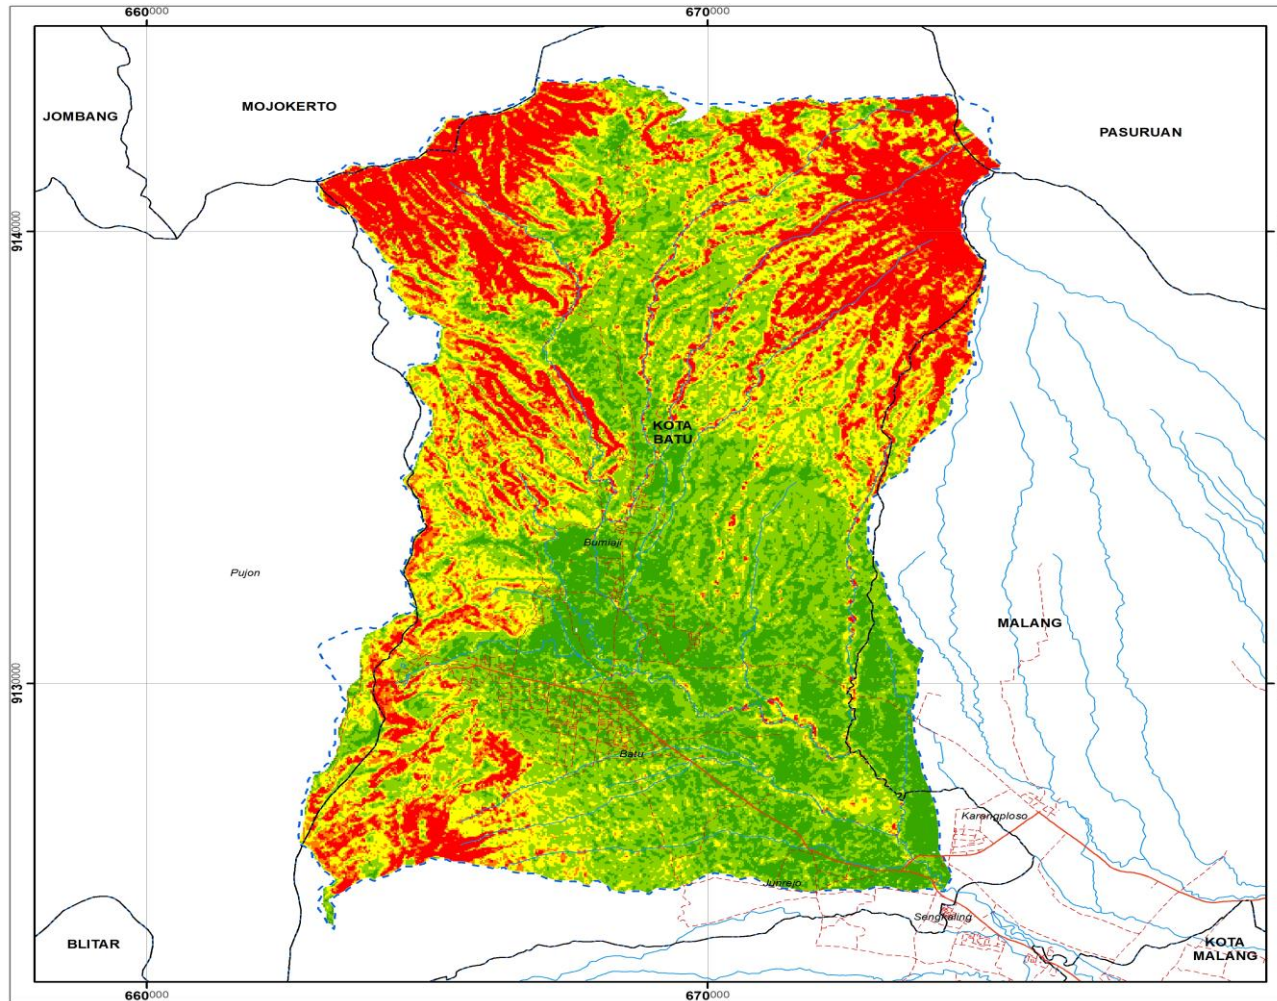 660000
670000
JOMBANG
MOJOKERTO
PASURUAN
9140000
KOTA
BATU
Bumiaji
Pujon
MALANG
9130000
Batu
Karangploso
Junrejo
Sengkaling
BLITAR
KOTA
MALANG
660000
670000